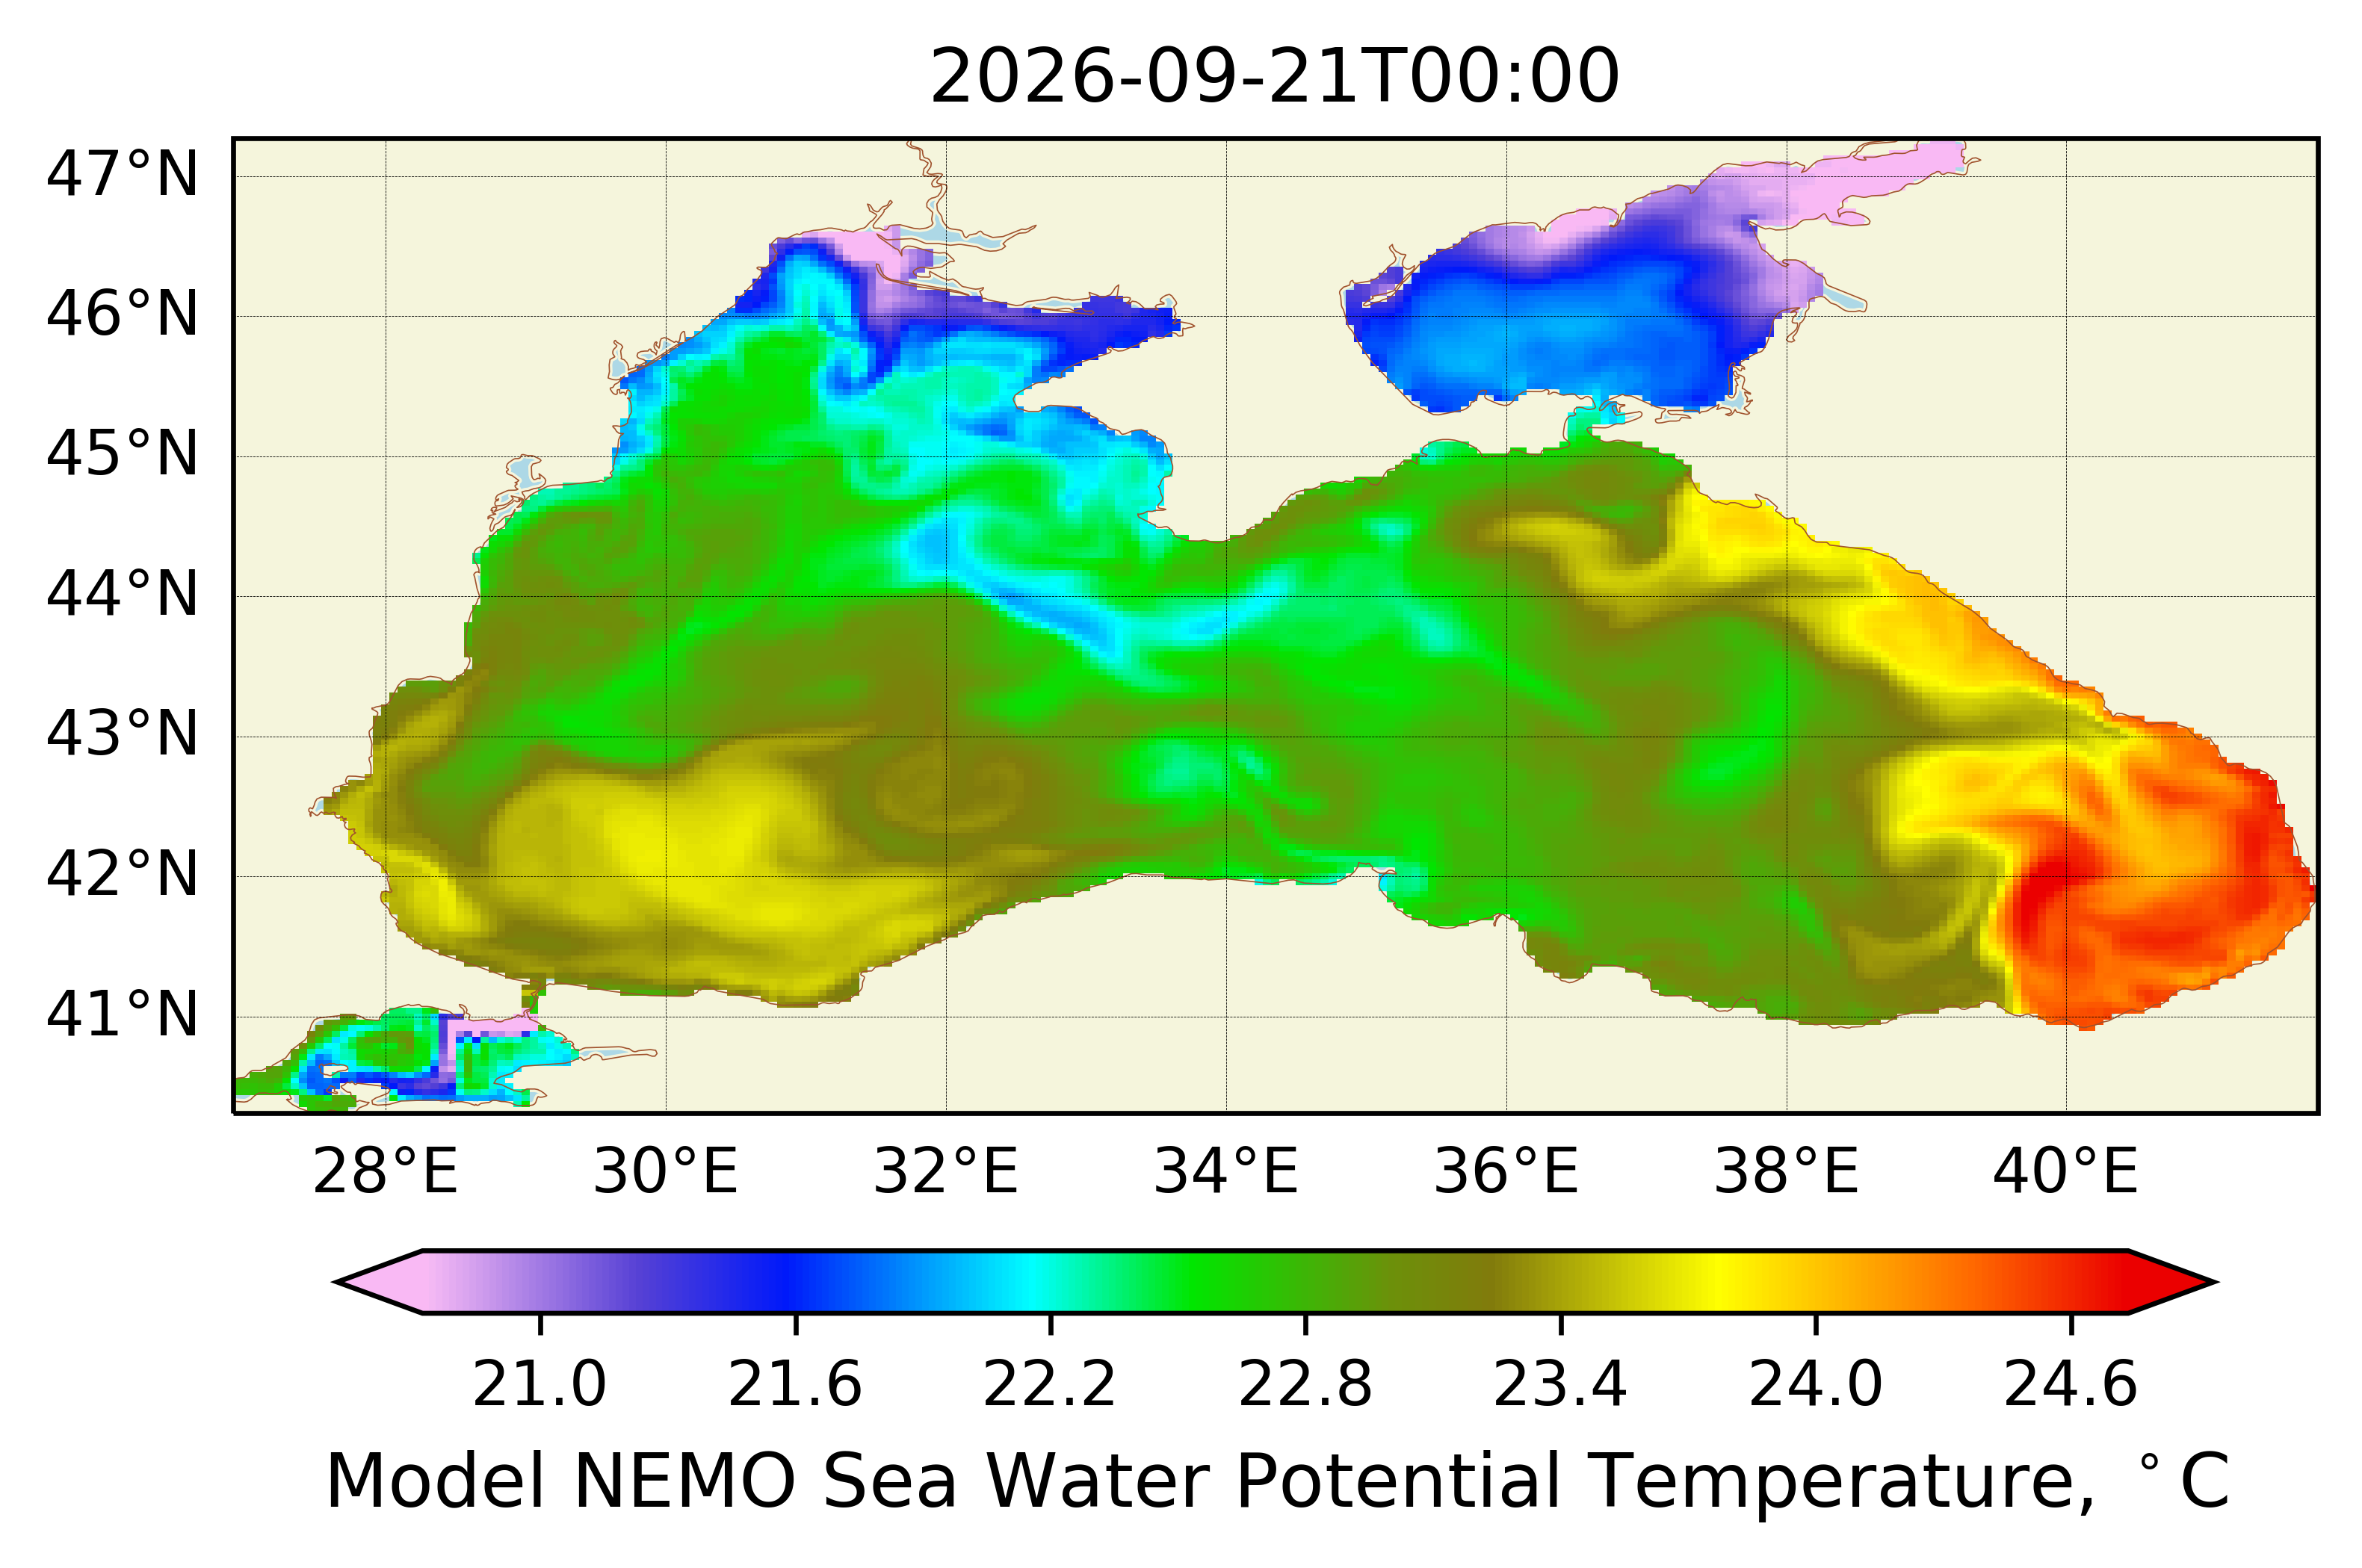 2026-09-21T00:00
47°N
46°N
45°N
44°N
43°N
42°N
41°N
28°E 30°E 32°E 34°E 36°E 38°E 40°E
21.0 21.6 22.2 22.8 23.4 24.0 24.6
Model NEMO Sea Water Potential Temperature, °C